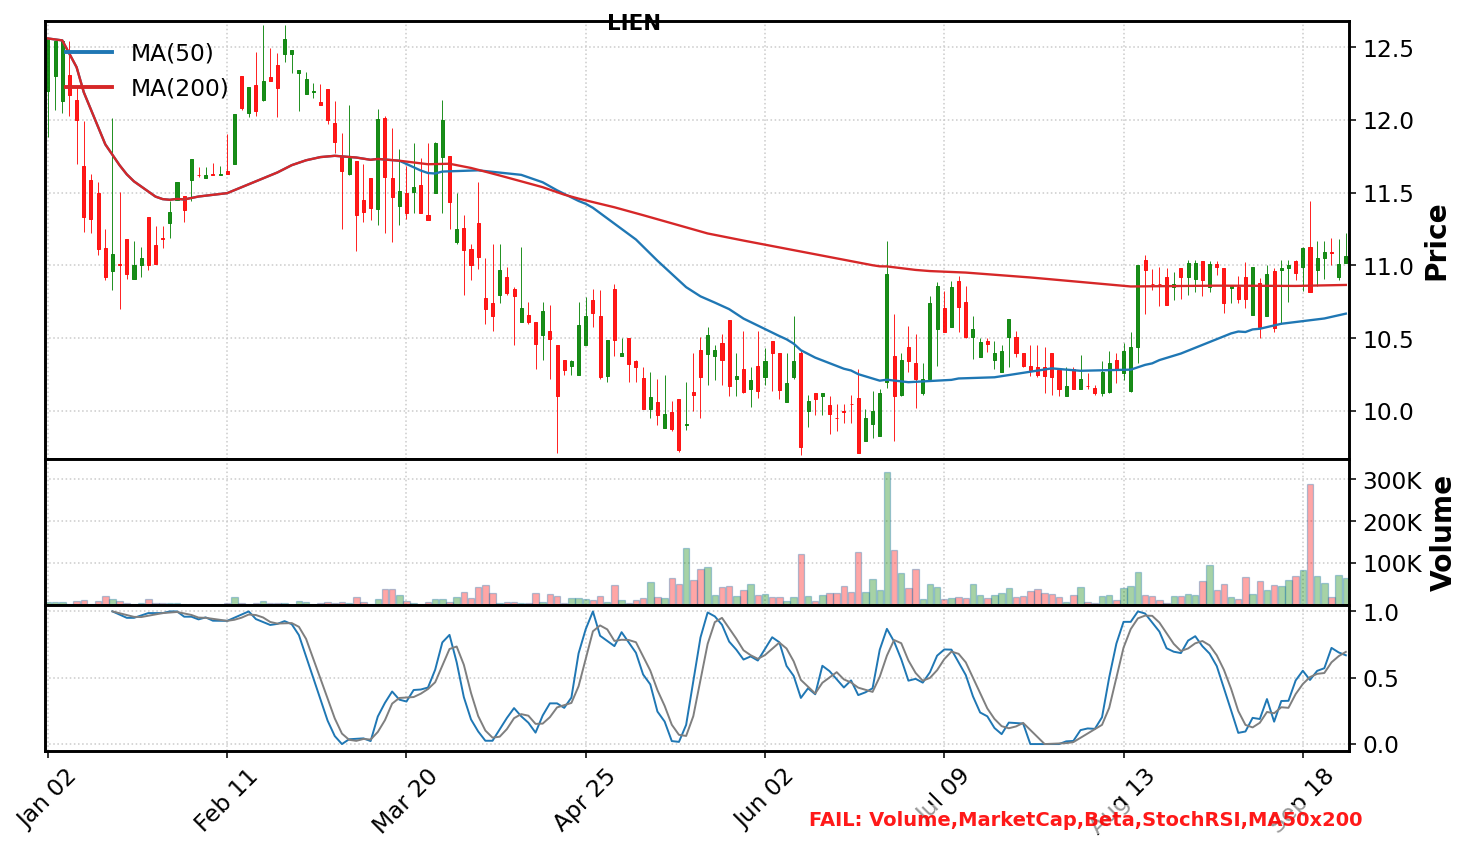 LIEN
MA(50)
MA(200)
12.5
12.0
11.5
11.0
10.5
10.0
Price
300K
200K
100K
Volume
1.0
0.5
0.0
Jan 02
Feb 11
Mar 20
Apr 25
Jun 02
Jul 09
Aug 13
Sep 18
FAIL: Volume,MarketCap,Beta,StochRSI,MA50x200